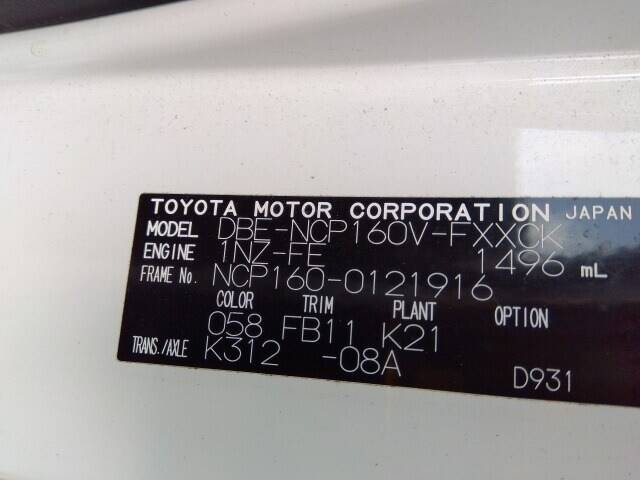 TOYOTA MOTOR CORPORATION JAPAN
MODEL DBE-NCP160V-FXXCK
ENGINE 1NZ-FE 1496 mL
FRAME No. NCP160-0121916
COLOR TRIM PLANT OPTION
058 FB11 K21
TRANS./AXLE K312 -08A
D931